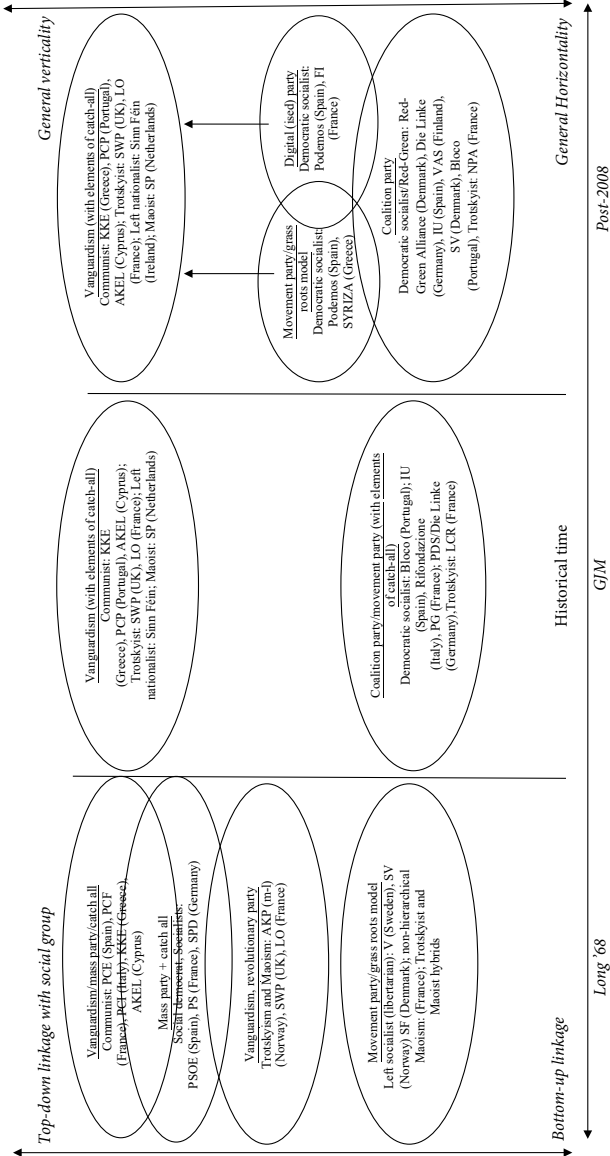 Top-down linkage with social group
General verticality
Vanguardism/mass party/catch all
Communist: PCE (Spain), PCF
(France), PCI (Italy), KKE (Greece),
AKEL (Cyprus)
Mass party + catch all
Social democrat, Socialists:
PSOE (Spain), PS (France), SPD (Germany)
Vanguardism, revolutionary party
Trotskyism and Maoism: AKP (m-l)
(Norway), SWP (UK), LO (France)
Movement party/grass roots model
Left socialist (libertarian): V (Sweden), SV
(Norway) SF (Denmark); non-hierarchical
Maoism: (France); Trotskyist and
Maoist hybrids
Vanguardism (with elements of catch-all)
Communist: KKE
(Greece), PCP (Portugal), AKEL (Cyprus);
Trotskyist: SWP (UK), LO (France); Left
nationalist: Sinn Féin; Maoist: SP (Netherlands)
Coalition party/movement party (with elements
of catch-all)
Democratic socialist: Bloco (Portugal); IU
(Spain), Rifondazione
(Italy), PG (France); PDS/Die Linke
(Germany),Trotskyist: LCR (France)
Vanguardism (with elements of catch-all)
Communist: KKE (Greece), PCP (Portugal),
AKEL (Cyprus); Trotskyist: SWP (UK), LO
(France); Left nationalist: Sinn Féin
(Ireland); Maoist: SP (Netherlands)
Movement party/grass
roots model
Democratic socialist:
Podemos (Spain),
SYRIZA (Greece)
Digital (ised) party
Democratic socialist:
Podemos (Spain), FI
(France)
Coalition party
Democratic socialist/Red-Green: Red-
Green Alliance (Denmark), Die Linke
(Germany), IU (Spain), VAS (Finland),
SV (Denmark), Bloco
(Portugal), Trotskyist: NPA (France)
Bottom-up linkage
Historical time
General Horizontality
Long '68
GJM
Post-2008